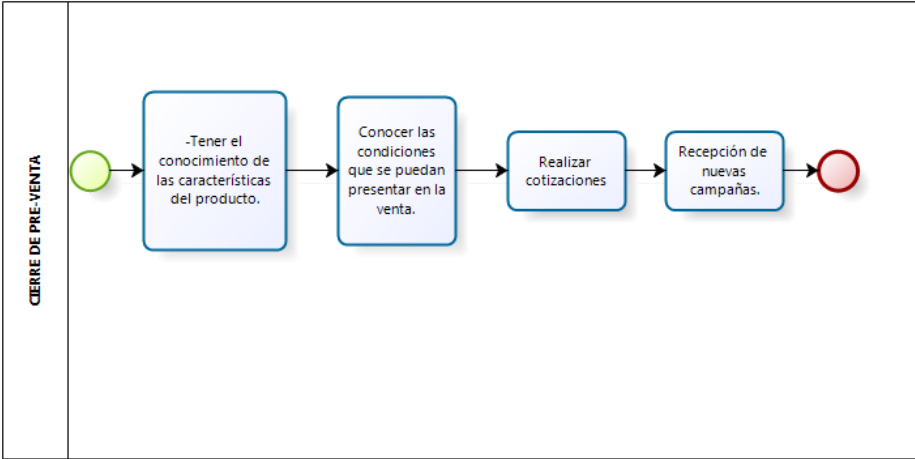 CIERRE DE PRE-VENTA
-Tener el
conocimiento de
las características
del producto.
Conocer las
condiciones
que se puedan
presentar en la
venta.
Realizar
cotizaciones
Recepción de
nuevas
campañas.